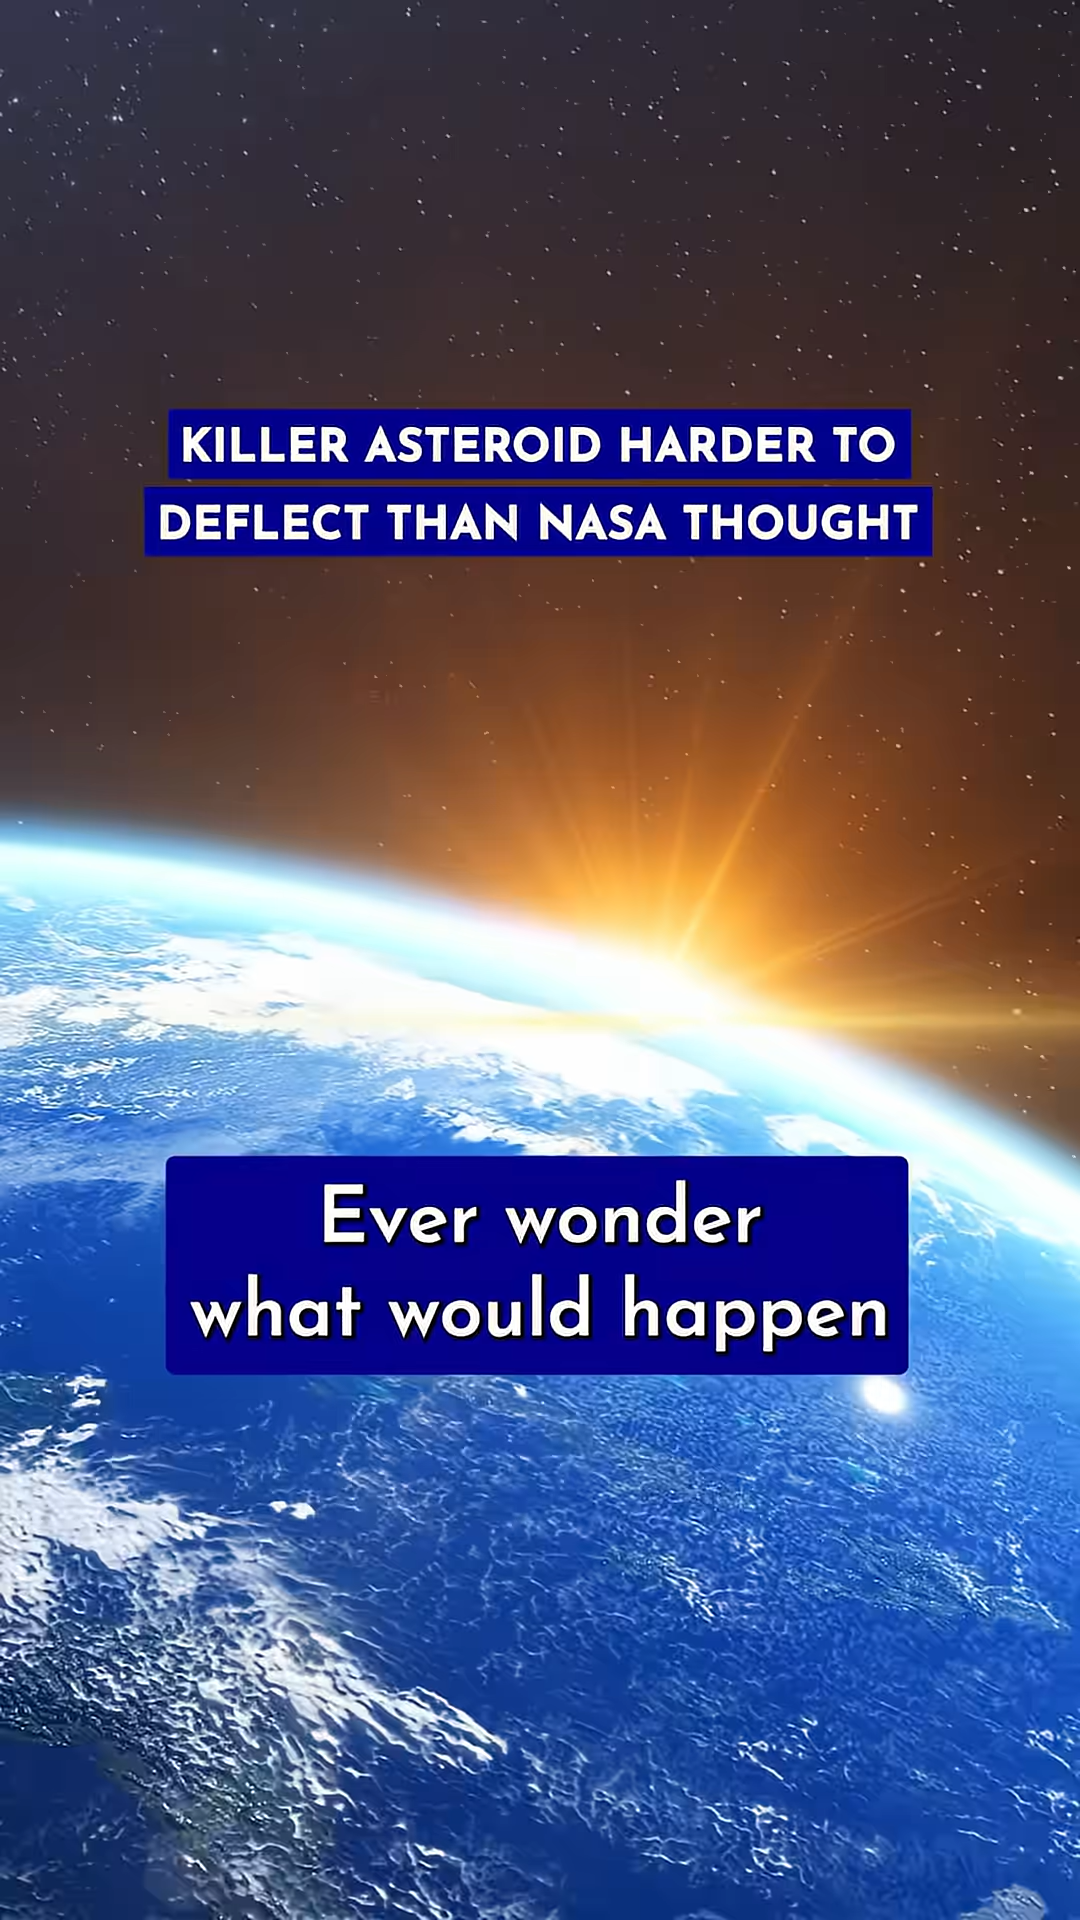 KILLER ASTEROID HARDER TO
DEFLECT THAN NASA THOUGHT
Ever wonder
what would happen